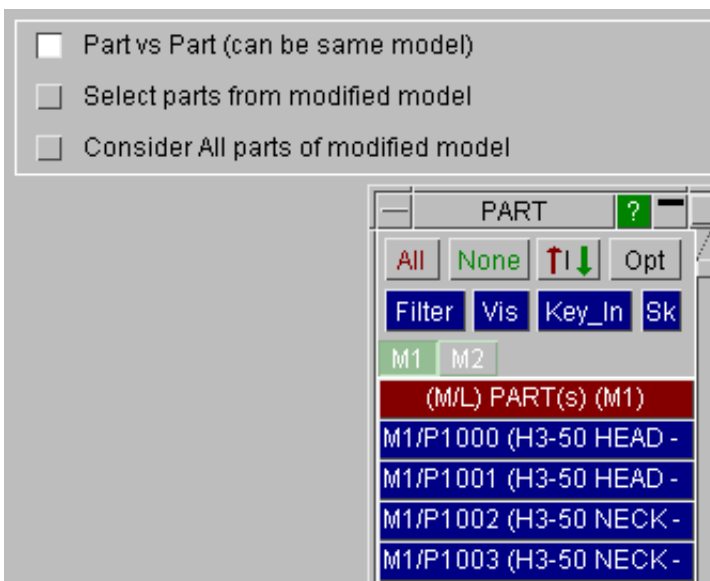 Part vs Part (can be same model)
Select parts from modified model
Consider All parts of modified model
PART ?
All None Opt
Filter Vis Key_In Sk
M1 M2
(M/L) PART(s) (M1)
M1/P1000 (H3-50 HEAD -
M1/P1001 (H3-50 HEAD -
M1/P1002 (H3-50 NECK -
M1/P1003 (H3-50 NECK -